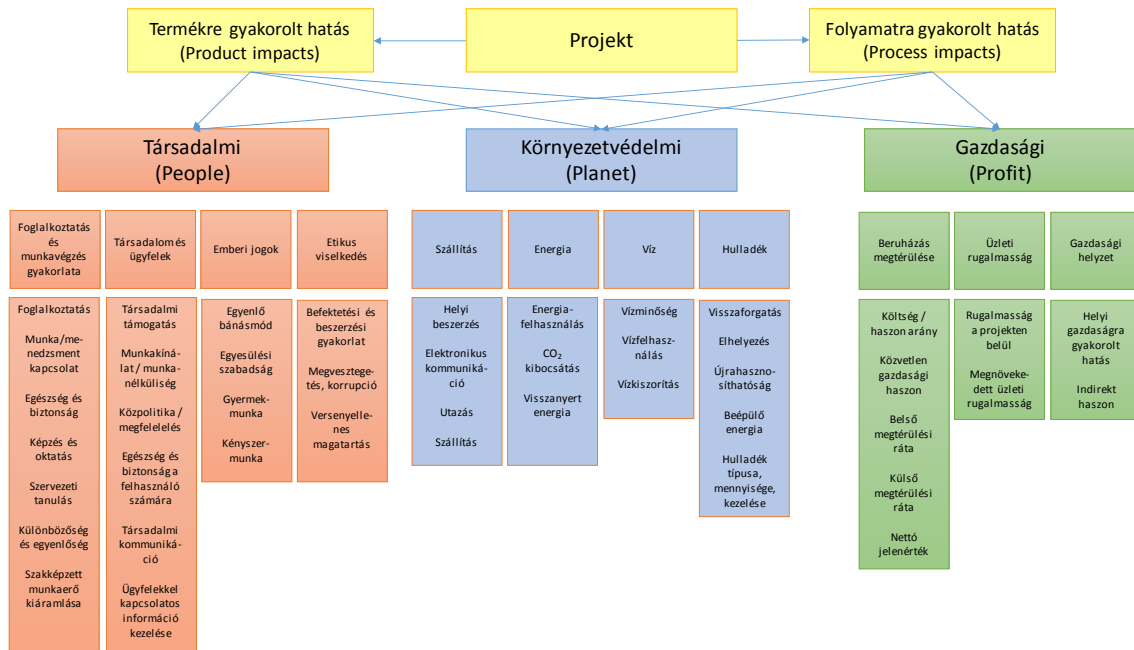 Termékre gyakorolt hatás
(Product impacts)
Projekt
Folyamatra gyakorolt hatás
(Process impacts)
Társadalmi
(People)
Környezetvédelmi
(Planet)
Gazdasági
(Profit)
Foglalkoztatás
és
munkavégzés
gyakorlata
Társadalom és
ügyfelek
Emberi jogok
Etikus
viselkedés
Szállítás
Energia
Víz
Hulladék
Beruházás
megtérülése
Üzleti
rugalmasság
Gazdasági
helyzet
Foglalkoztatás
Munka/me-
nedzsment
kapcsolat
Egészség és
biztonság
Képzés és
oktatás
Szervezeti
tanulás
Különbözőség
és egyenlőség
Szakképzett
munkaerő
kiáramlása
Társadalmi
támogatás
Munkakíná-
lat / munka-
nélküliség
Közpolitika /
megfelelelés
Egészség és
biztonság a
felhasználó
számára
Társadalmi
kommuniká-
ció
Ügyfelekkel
kapcsolatos
információ
kezelése
Egyenlő
bánásmód
Egyesülési
szabadság
Gyermek-
munka
Kényszer-
munka
Befektetési és
beszerzési
gyakorlat
Megvesztege-
tés, korrupció
Versenyelle-
nes
magatartás
Helyi
beszerzés
Elektronikus
kommuniká-
ció
Utazás
Szállítás
Energia-
felhasználás
CO₂
kibocsátás
Visszanyert
energia
Vízminőség
Vízfelhasz-
nálás
Vízkiszorítás
Visszaforgatás
Elhelyezés
Újrahaszno-
síthatóság
Beépülő
energia
Hulladék
típusa,
mennyisége,
kezelése
Költség /
haszon arány
Közvetlen
gazdasági
haszon
Belső
megtérülési
ráta
Külső
megtérülési
ráta
Nettó
jelenérték
Rugalmasság
a projekten
belül
Megnöveke-
dett üzleti
rugalmasság
Helyi
gazdaságra
gyakorolt
hatás
Indirekt
haszon